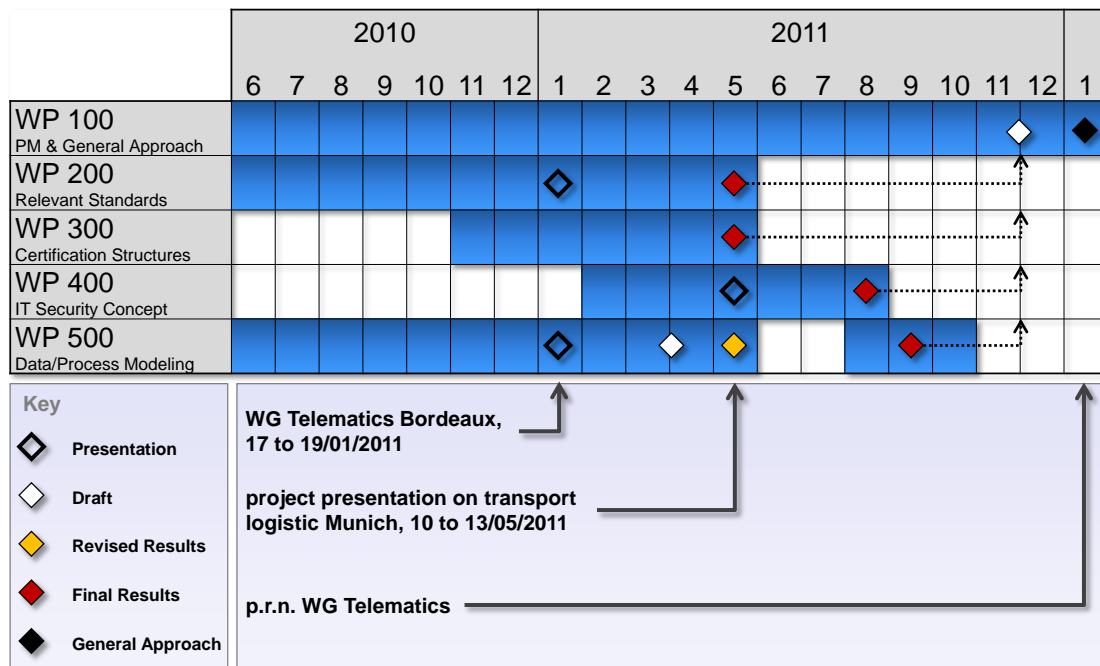 2010 2011
6 7 8 9 10 11 12 1 2 3 4 5 6 7 8 9 10 11 12 1
WP 100
PM & General Approach
WP 200
Relevant Standards
WP 300
Certification Structures
WP 400
IT Security Concept
WP 500
Data/Process Modeling
Key
Presentation
Draft
Revised Results
Final Results
General Approach
WG Telematics Bordeaux,
17 to 19/01/2011
project presentation on transport
logistic Munich, 10 to 13/05/2011
p.r.n. WG Telematics